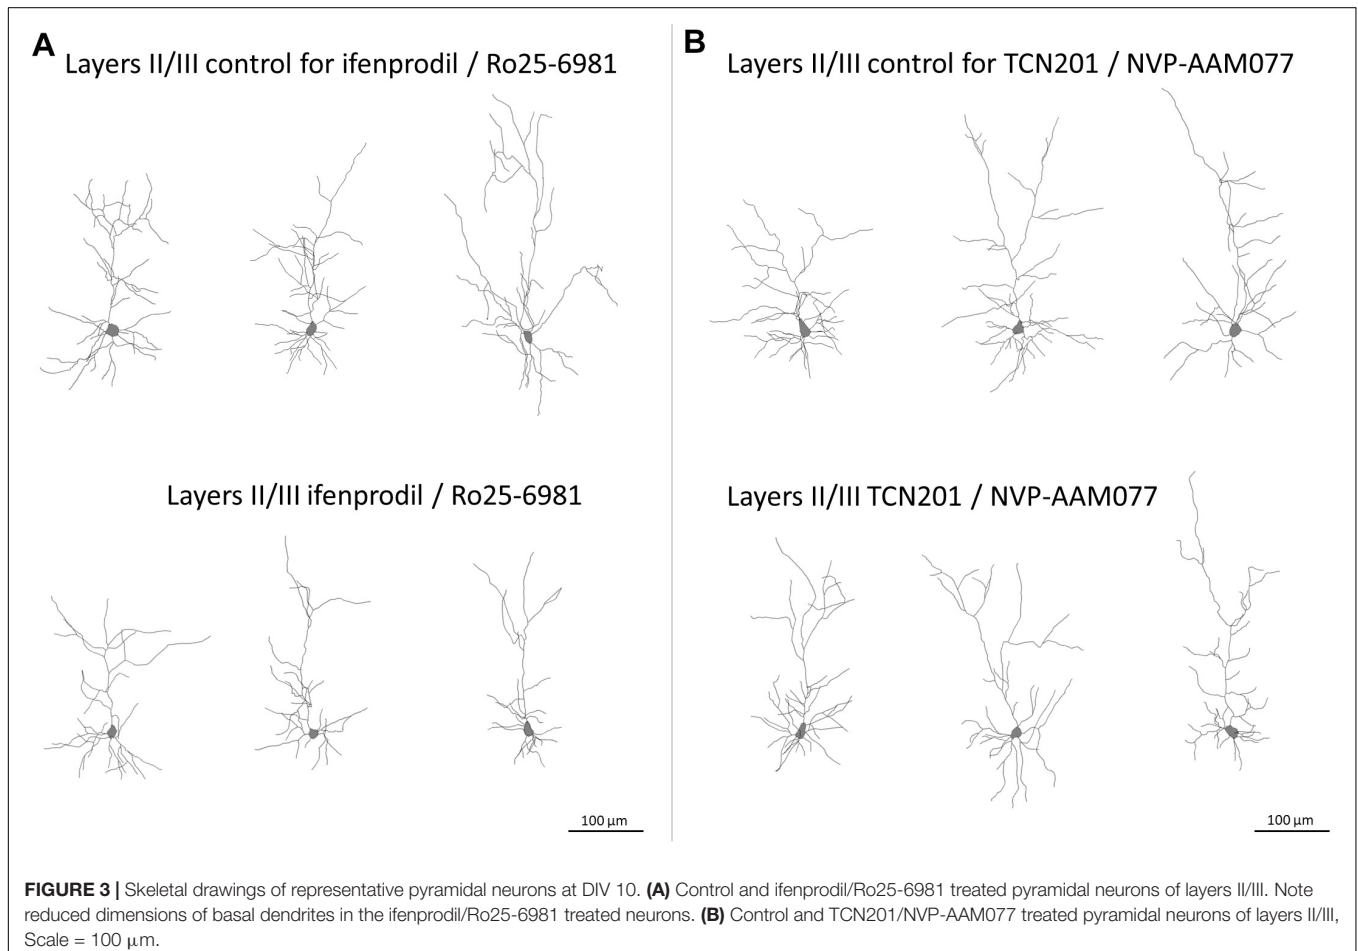 A
Layers II/III control for ifenprodil / Ro25-6981
B
Layers II/III control for TCN201 / NVP-AAM077
Layers II/III ifenprodil / Ro25-6981
Layers II/III TCN201 / NVP-AAM077
100 µm
100 µm
FIGURE 3 | Skeletal drawings of representative pyramidal neurons at DIV 10. (A) Control and ifenprodil/Ro25-6981 treated pyramidal neurons of layers II/III. Note
reduced dimensions of basal dendrites in the ifenprodil/Ro25-6981 treated neurons. (B) Control and TCN201/NVP-AAM077 treated pyramidal neurons of layers II/III,
Scale = 100 µm.